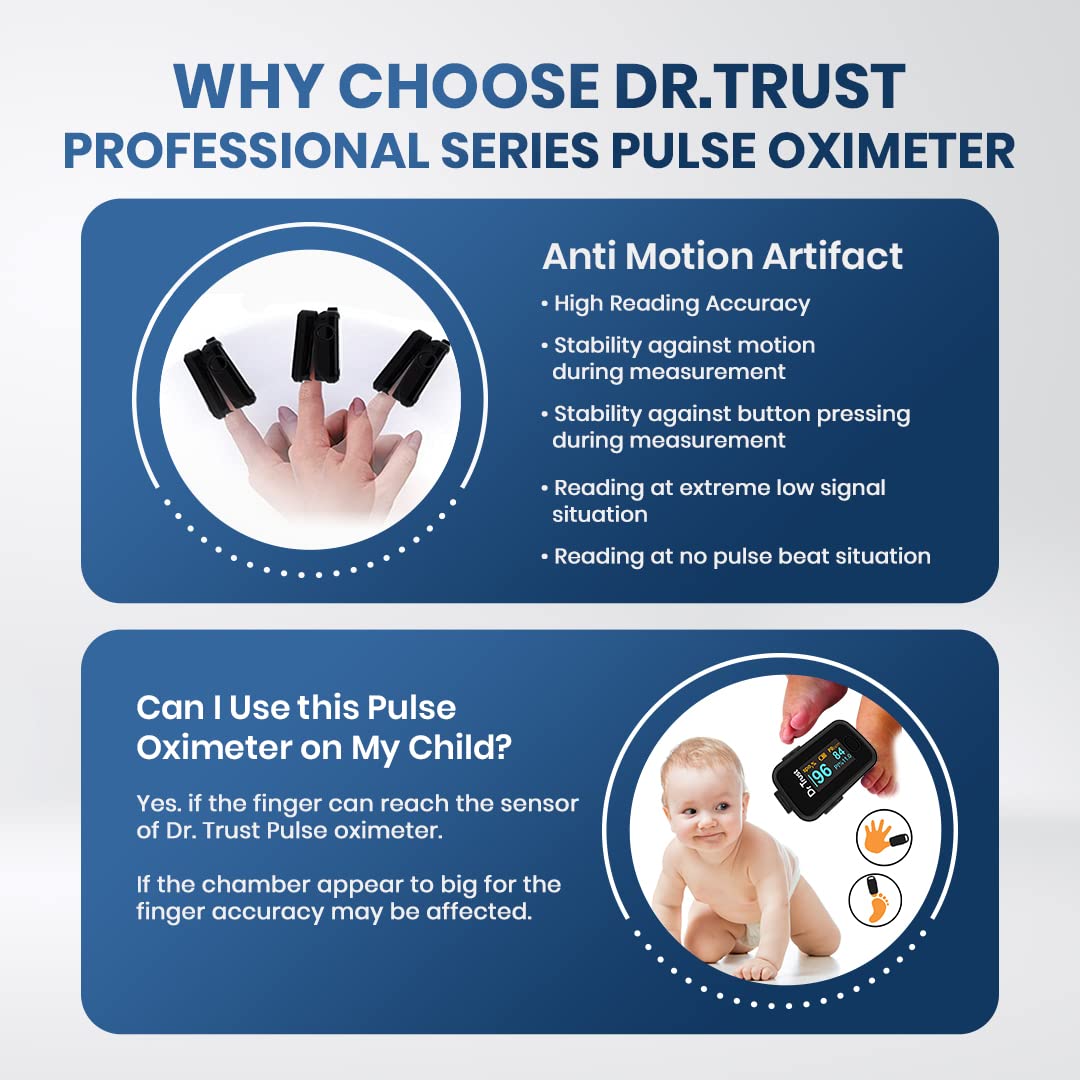 WHY CHOOSE DR.TRUST
PROFESSIONAL SERIES PULSE OXIMETER
Anti Motion Artifact
• High Reading Accuracy
• Stability against motion
during measurement
• Stability against button pressing
during measurement
• Reading at extreme low signal
situation
• Reading at no pulse beat situation
Can I Use this Pulse
Oximeter on My Child?
Yes. if the finger can reach the sensor
of Dr. Trust Pulse oximeter.
If the chamber appear to big for the
finger accuracy may be affected.
Dr. Trust
96
84